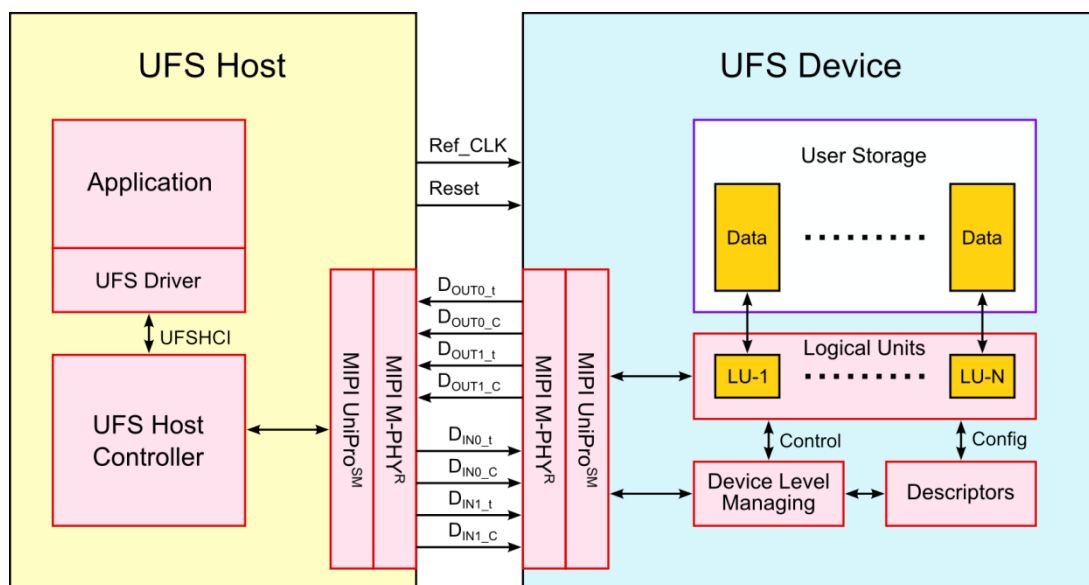 UFS Host
UFS Device
Application
UFS Driver
UFSHCI
UFS Host
Controller
MIPI UniPro^SM
MIPI M-PHY^R
Ref_CLK
Reset
D_OUT0_t
D_OUT0_C
D_OUT1_t
D_OUT1_C
D_IN0_t
D_IN0_C
D_IN1_t
D_IN1_C
MIPI M-PHY^R
MIPI UniPro^SM
User Storage
Data
Data
Logical Units
LU-1
LU-N
Control
Config
Device Level
Managing
Descriptors